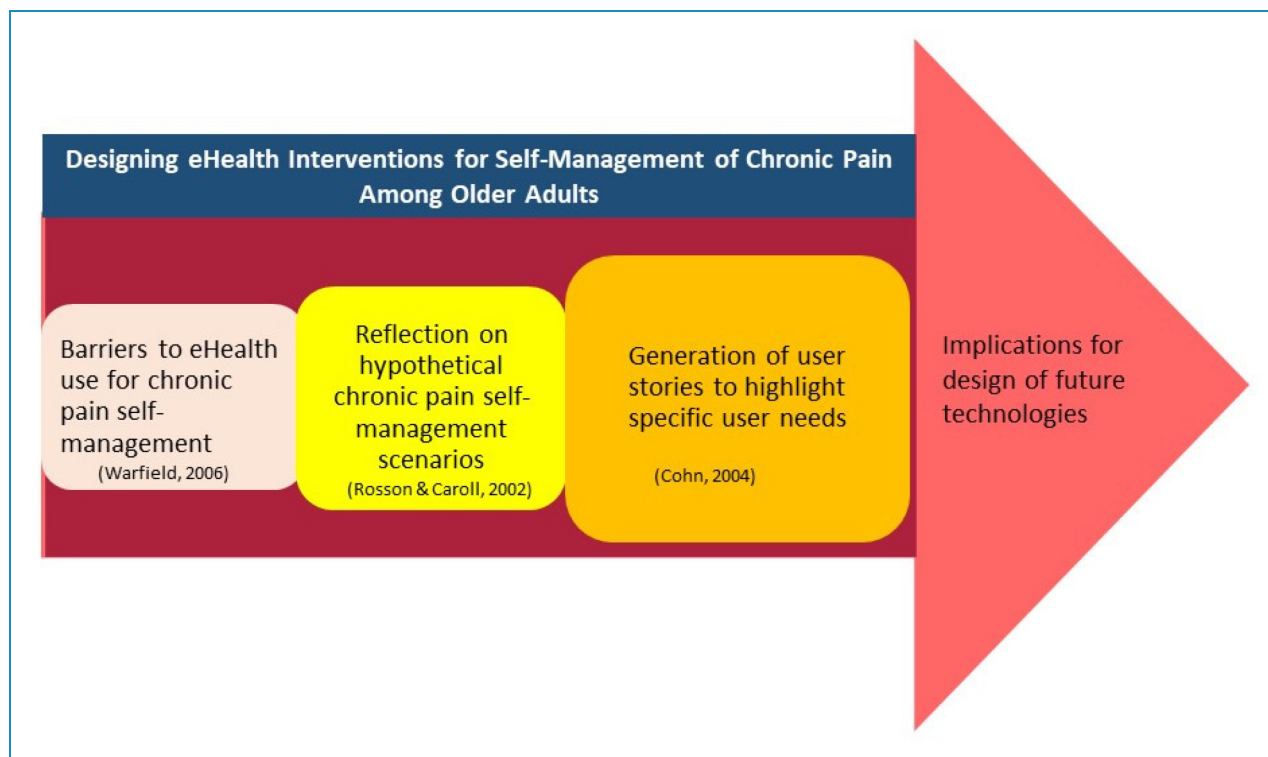 Designing eHealth Interventions for Self-Management of Chronic Pain
Among Older Adults
Barriers to eHealth
use for chronic
pain self-
management
(Warfield, 2006)
Reflection on
hypothetical
chronic pain self-
management
scenarios
(Rosson & Caroll, 2002)
Generation of user
stories to highlight
specific user needs
(Cohn, 2004)
Implications for
design of future
technologies